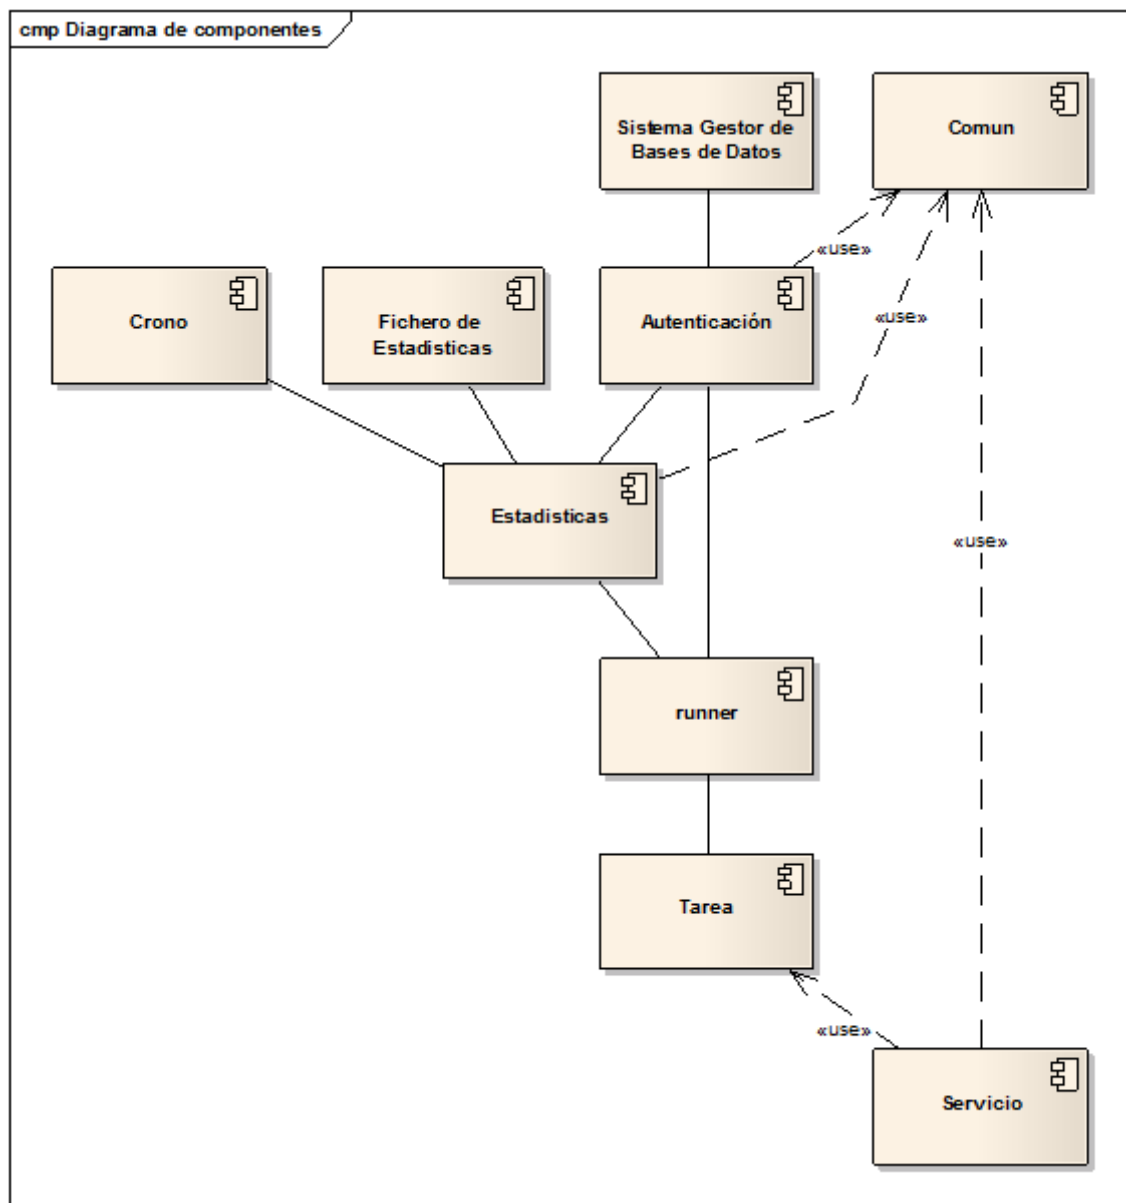 cmp Diagrama de componentes
Sistema Gestor de
Bases de Datos
Comun
«use»
Crono
Fichero de
Estadisticas
Autenticación
«use»
Estadisticas
«use»
runner
Tarea
«use»
Servicio